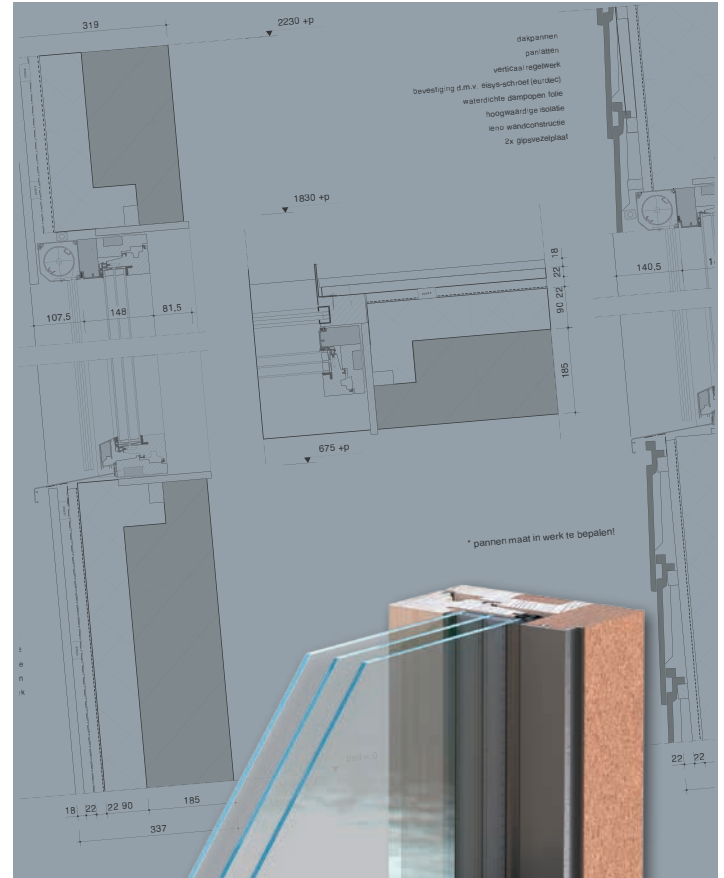 319
2230 +p
dakpannen
panlatten
verticaal regelwerk
bevestiging d.m.v. eisys-schroef (eurotec)
waterdichte dampopen folie
hoogwaardige isolatie
leno wandconstructie
2x gipsvezelplaat
1830 +p
18
22
22
90
185
107,5
148
81,5
140,5
675 +p
* pannen maat in werk te bepalen!
18
22
22 90
185
337
22
22